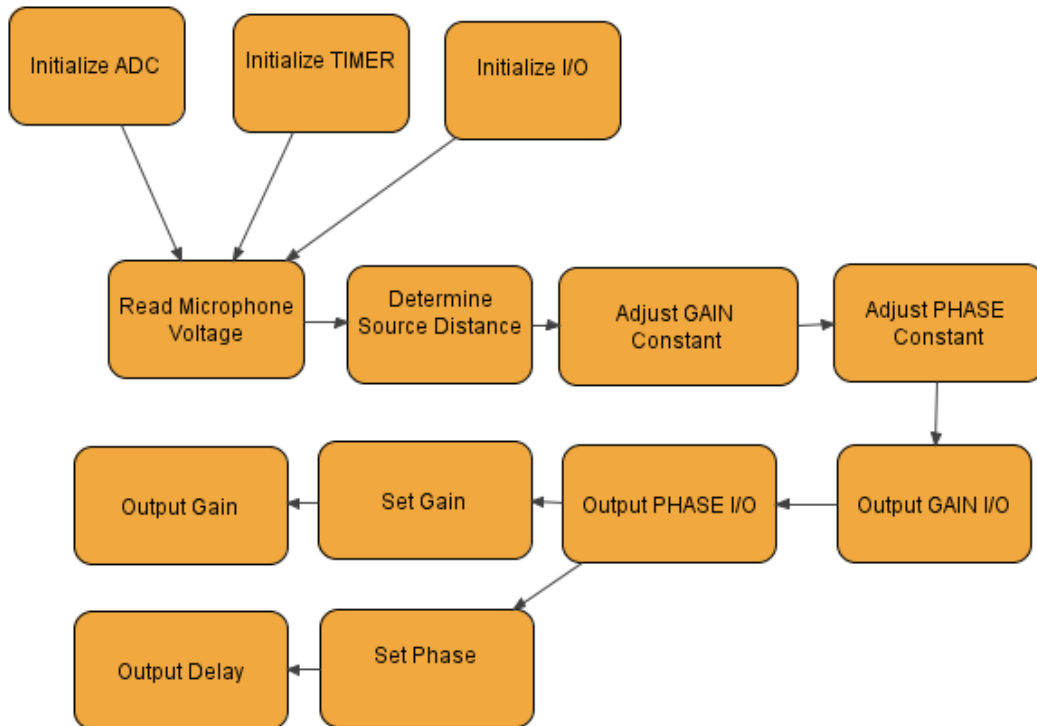 Initialize ADC
Initialize TIMER
Initialize I/O
Read Microphone
Voltage
Determine
Source Distance
Adjust GAIN
Constant
Adjust PHASE
Constant
Output Gain
Set Gain
Output PHASE I/O
Output GAIN I/O
Output Delay
Set Phase